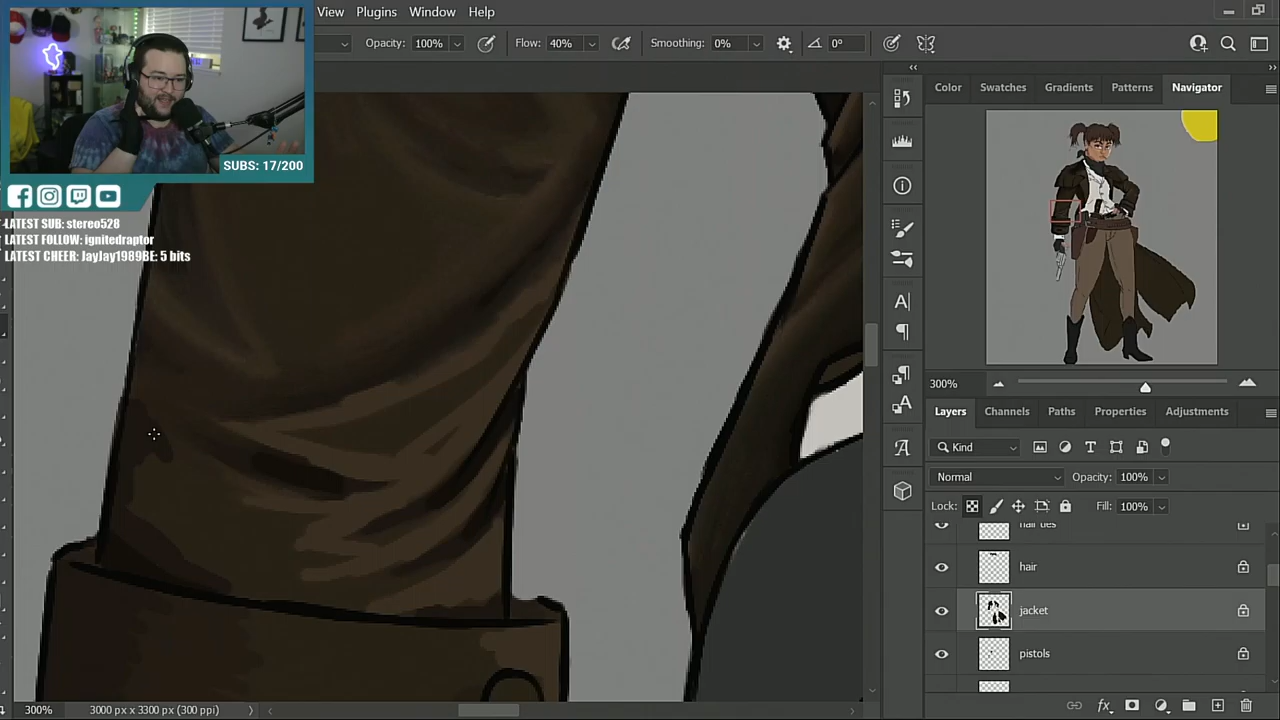 View Plugins Window Help
Opacity: 100% Flow: 40% Smoothing: 0% 0°
SUBS: 17/200
LATEST SUB: stereo528
LATEST FOLLOW: ignitedraptor
LATEST CHEER: JayJay1989BE: 5 bits
Color Swatches Gradients Patterns Navigator
300%
Layers Channels Paths Properties Adjustments
Kind
Normal Opacity: 100%
Lock: Fill: 100%
hair ties
hair
jacket
pistols
300% 3000 px x 3300 px (300 ppi)